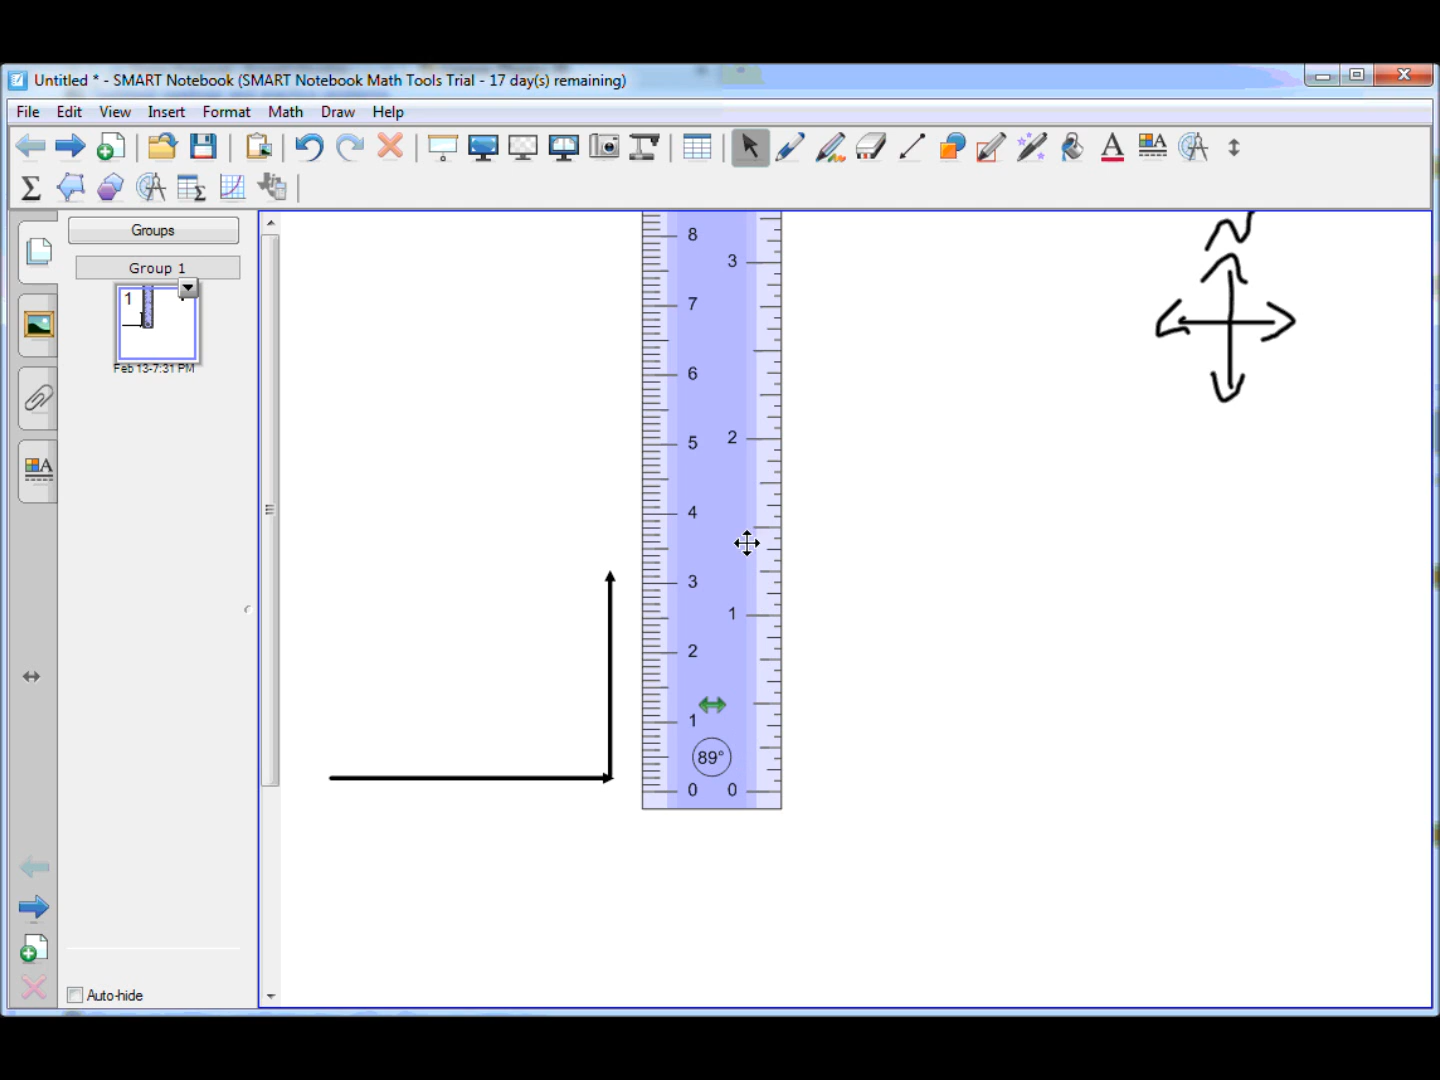 Untitled * - SMART Notebook (SMART Notebook Math Tools Trial - 17 day(s) remaining)
File Edit View Insert Format Math Draw Help
Groups
Group 1
1
Feb 13-7:31 PM
Auto-hide
8
3
7
6
5
2
4
3
1
2
1
89°
0 0
N